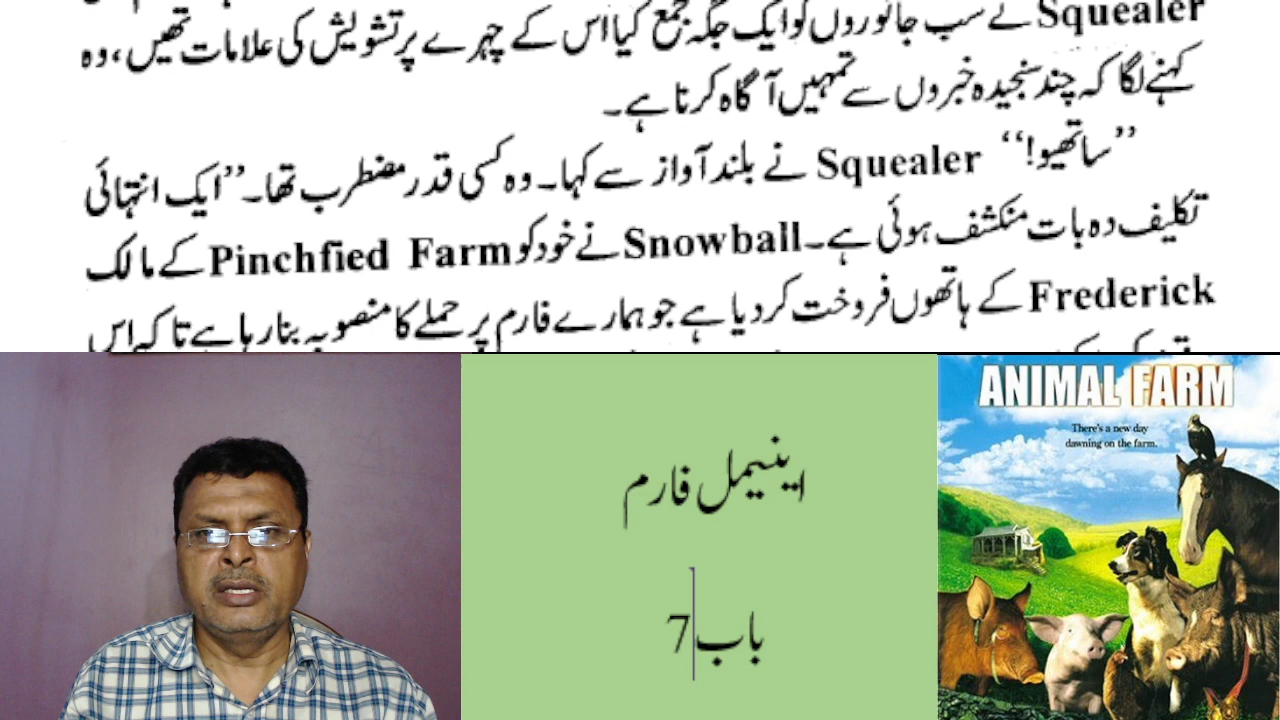 Squealer نے سب جانوروں کو ایک جگہ جمع کیا اس کے چہرے پر تشویش کی علامات تھیں، وہ
کہنے لگا کہ چند سنجیدہ خبروں سے تمہیں آگاہ کرنا ہے۔
”ساتھیو!“ Squealer نے بلند آواز سے کہا۔ وہ کسی قدر مضطرب تھا۔ ”ایک انتہائی
تکلیف دہ بات منکشف ہوئی ہے۔ Snowball نے خود کو Pinchfied Farm کے مالک
Frederick کے ہاتھوں فروخت کر دیا ہے جو ہمارے فارم پر حملے کا منصوبہ بنا رہا ہے تاکہ اس
اینیمل فارم
باب 7
ANIMAL FARM
There's a new day
dawning on the farm.